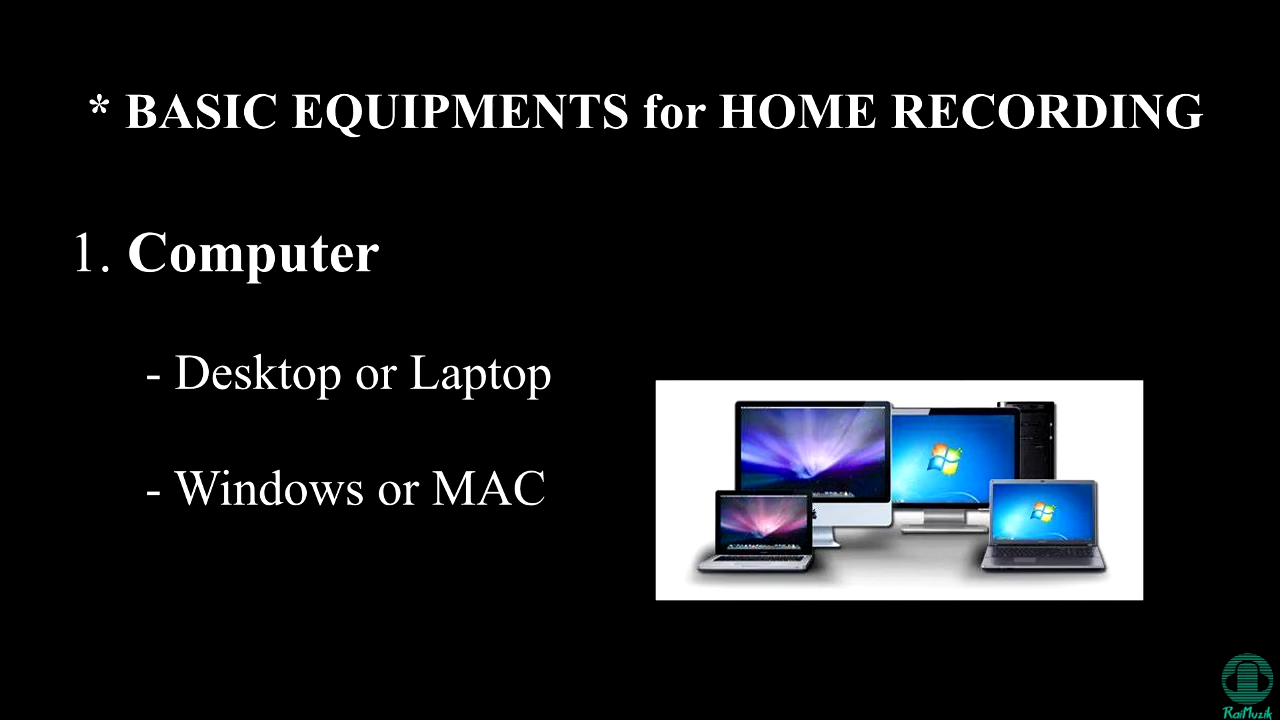 * BASIC EQUIPMENTS for HOME RECORDING
1. Computer
- Desktop or Laptop
- Windows or MAC
RaiMuzik